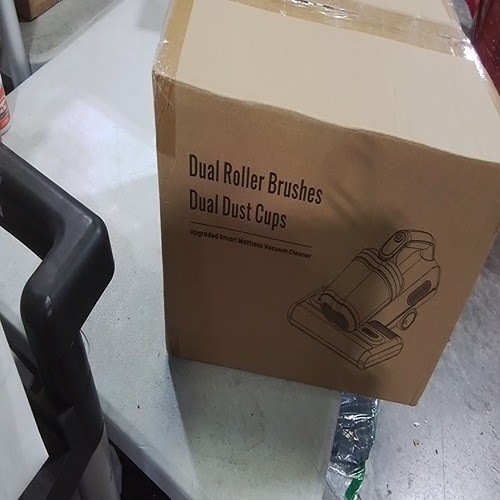 Dual Roller Brushes
Dual Dust Cups
Upgraded Smart Mattress Vacuum Cleaner